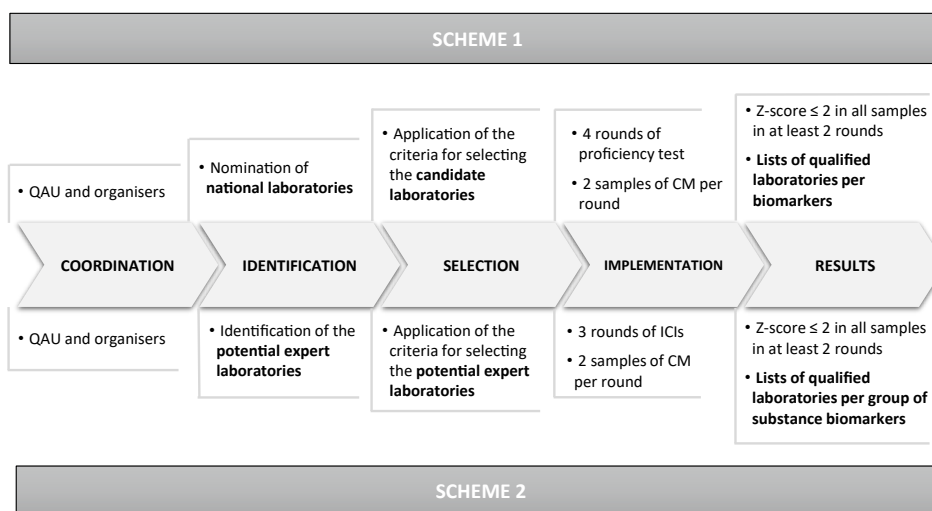 SCHEME 1
• QAU and organisers
• Nomination of
national laboratories
• Application of the
criteria for selecting
the candidate
laboratories
• 4 rounds of
proficiency test
• 2 samples of CM per
round
• Z-score ≤ 2 in all samples
in at least 2 rounds
• Lists of qualified
laboratories per
biomarkers
COORDINATION
IDENTIFICATION
SELECTION
IMPLEMENTATION
RESULTS
• QAU and organisers
• Identification of the
potential expert
laboratories
• Application of the
criteria for selecting
the potential expert
laboratories
• 3 rounds of ICIs
• 2 samples of CM
per round
• Z-score ≤ 2 in all samples
in at least 2 rounds
• Lists of qualified
laboratories per group of
substance biomarkers
SCHEME 2